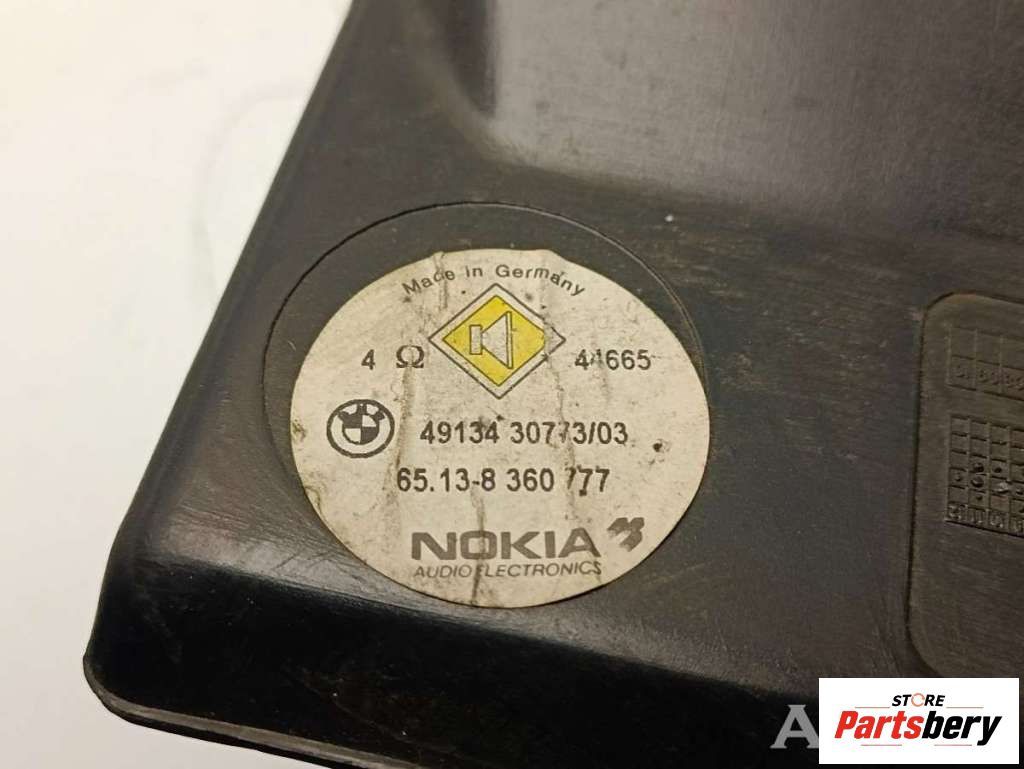 Made in Germany
4 Ω 44665
49134 30773/03
65.13-8 360 777
NOKIA
AUDIO ELECTRONICS
A
STORE
Partsbery